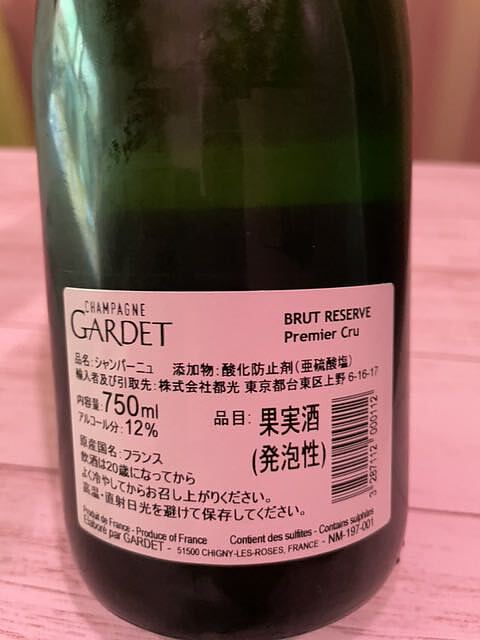 CHAMPAGNE
GARDET
BRUT RESERVE
Premier Cru
品名:シャンパーニュ 添加物:酸化防止剤(亜硫酸塩)
輸入者及び引取先:株式会社都光 東京都台東区上野 6-16-17
内容量:750ml
アルコール分:12%
品目:果実酒
(発泡性)
原産国名:フランス
飲酒は20歳になってから
よく冷やしてからお召し上がりください。
高温・直射日光を避けて保存してください。
3 287112 000112
Produit de France - Produce of France Contient des sulfites - Contains sulphites
Elaboré par GARDET - 51500 CHIGNY-LES-ROSES, FRANCE - NM-197-001